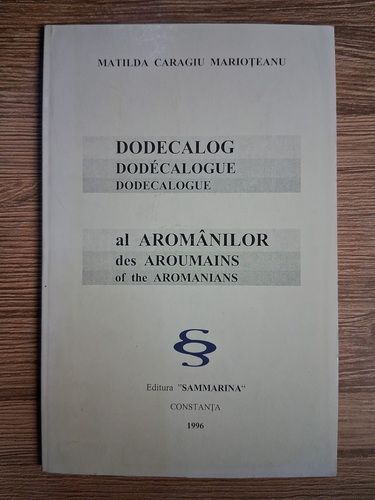 MATILDA CARAGIU MARIOȚEANU
DODECALOG
DODÉCALOGUE
DODECALOGUE
al AROMÂNILOR
des AROUMAINS
of the AROMANIANS
Editura "SAMMARINA"
CONSTANȚA
1996